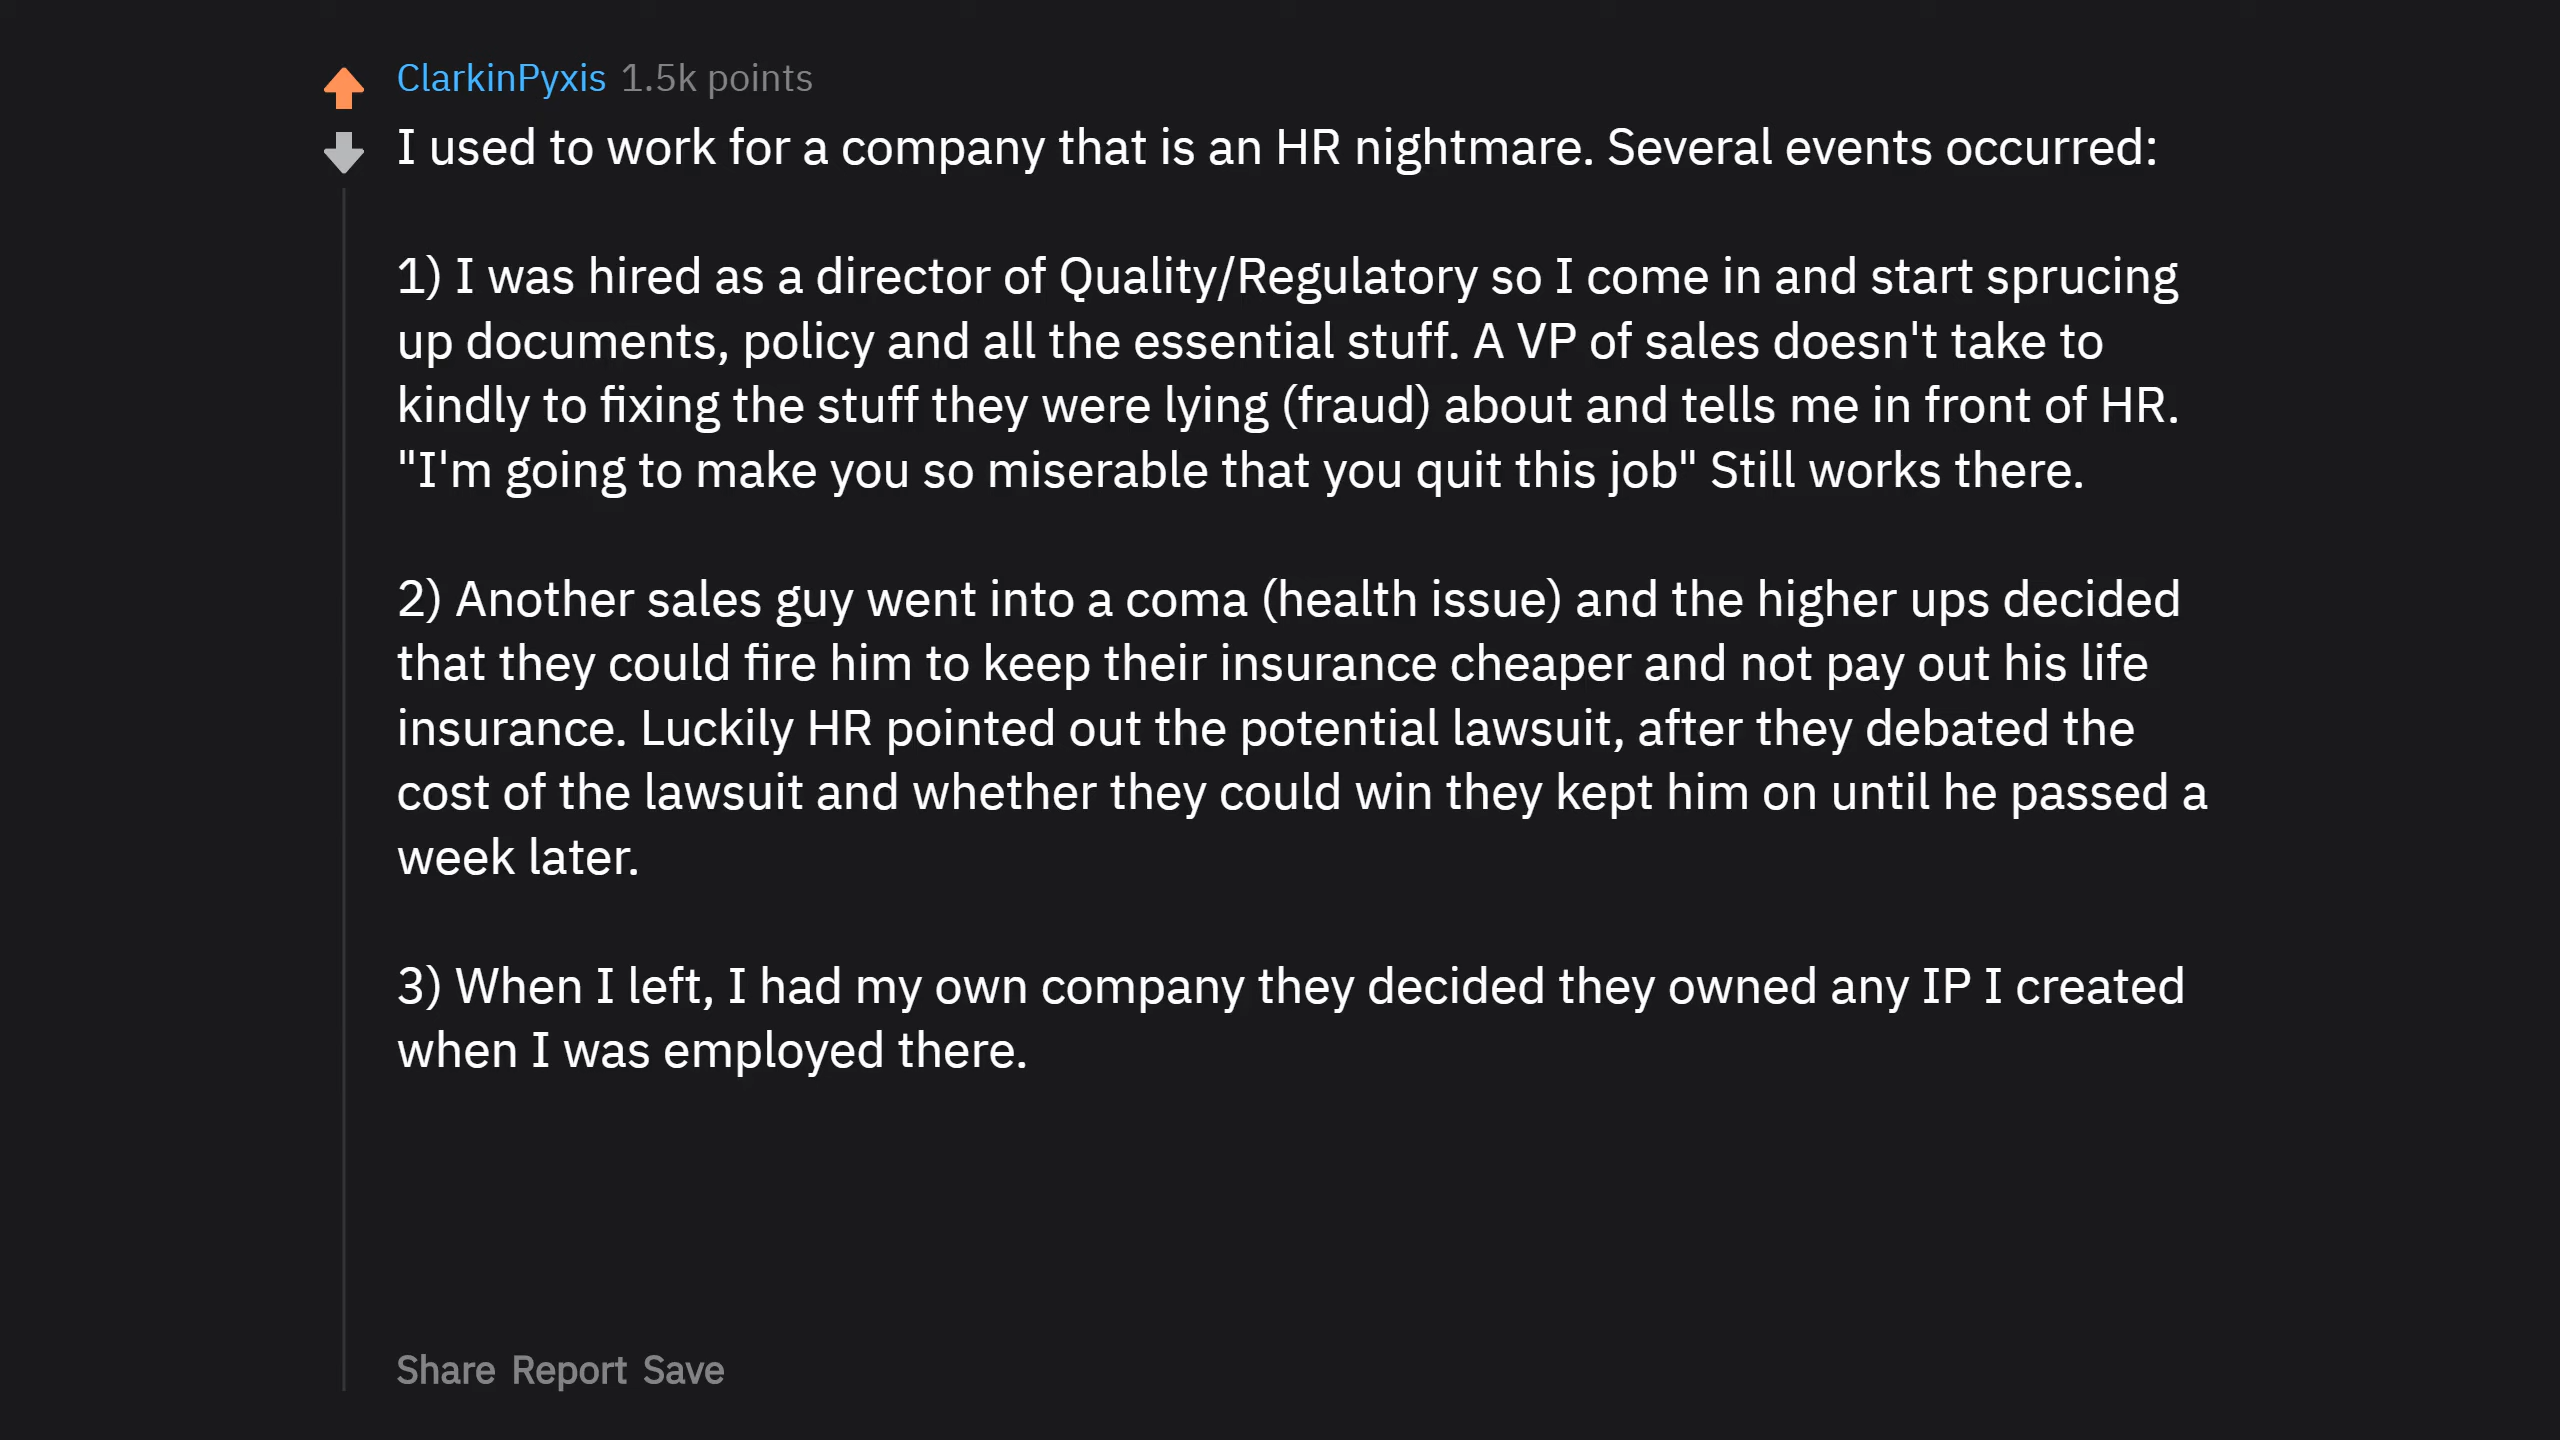 ClarkinPyxis 1.5k points
I used to work for a company that is an HR nightmare. Several events occurred:
1) I was hired as a director of Quality/Regulatory so I come in and start sprucing
up documents, policy and all the essential stuff. A VP of sales doesn't take to
kindly to fixing the stuff they were lying (fraud) about and tells me in front of HR.
"I'm going to make you so miserable that you quit this job" Still works there.
2) Another sales guy went into a coma (health issue) and the higher ups decided
that they could fire him to keep their insurance cheaper and not pay out his life
insurance. Luckily HR pointed out the potential lawsuit, after they debated the
cost of the lawsuit and whether they could win they kept him on until he passed a
week later.
3) When I left, I had my own company they decided they owned any IP I created
when I was employed there.
Share Report Save